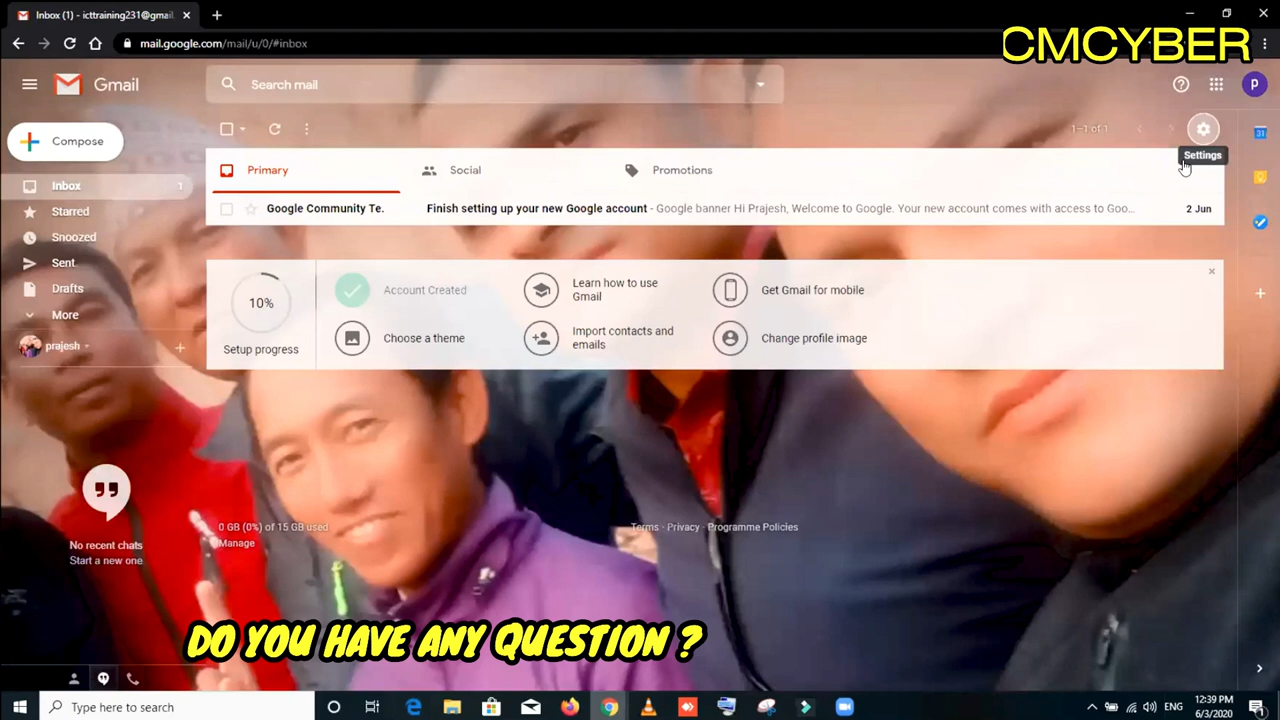 Inbox (1) - icttraining231@gmail.
mail.google.com/mail/u/0/#inbox
CMCYBER
Gmail
Search mail
P
Compose
1–1 of 1
Settings
31
Primary
Social
Promotions
Inbox 1
Starred
Snoozed
Sent
Drafts
More
prajesh
Google Community Te. Finish setting up your new Google account - Google banner Hi Prajesh, Welcome to Google. Your new account comes with access to Goo... 2 Jun
10%
Setup progress
Account Created
Learn how to use
Gmail
Get Gmail for mobile
Choose a theme
Import contacts and
emails
Change profile image
No recent chats
Start a new one
0 GB (0%) of 15 GB used
Manage
Terms · Privacy · Programme Policies
DO YOU HAVE ANY QUESTION ?
Type here to search
ENG
12:39 PM
6/3/2020